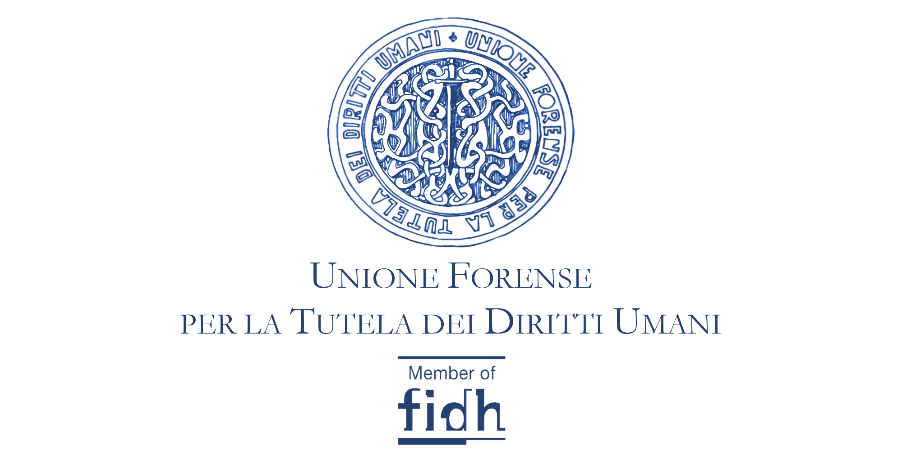 UNIONE FORENSE PER LA TUTELA DEI DIRITTI UMANI
UNIONE FORENSE
PER LA TUTELA DEI DIRITTI UMANI
Member of
fidh